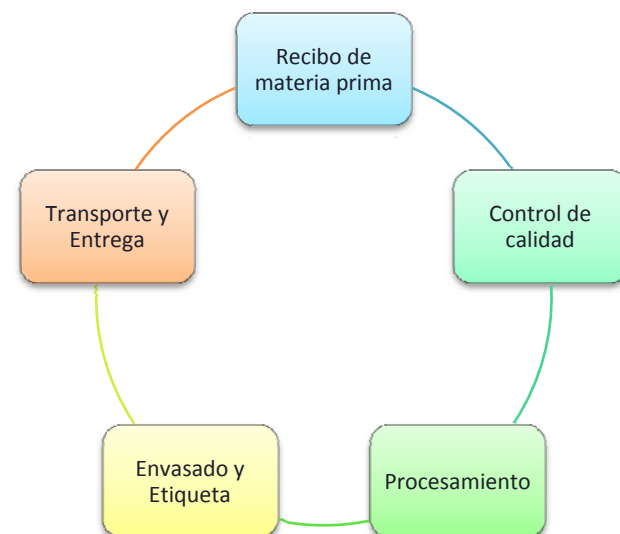 Recibo de
materia prima
Control de
calidad
Procesamiento
Envasado y
Etiqueta
Transporte y
Entrega